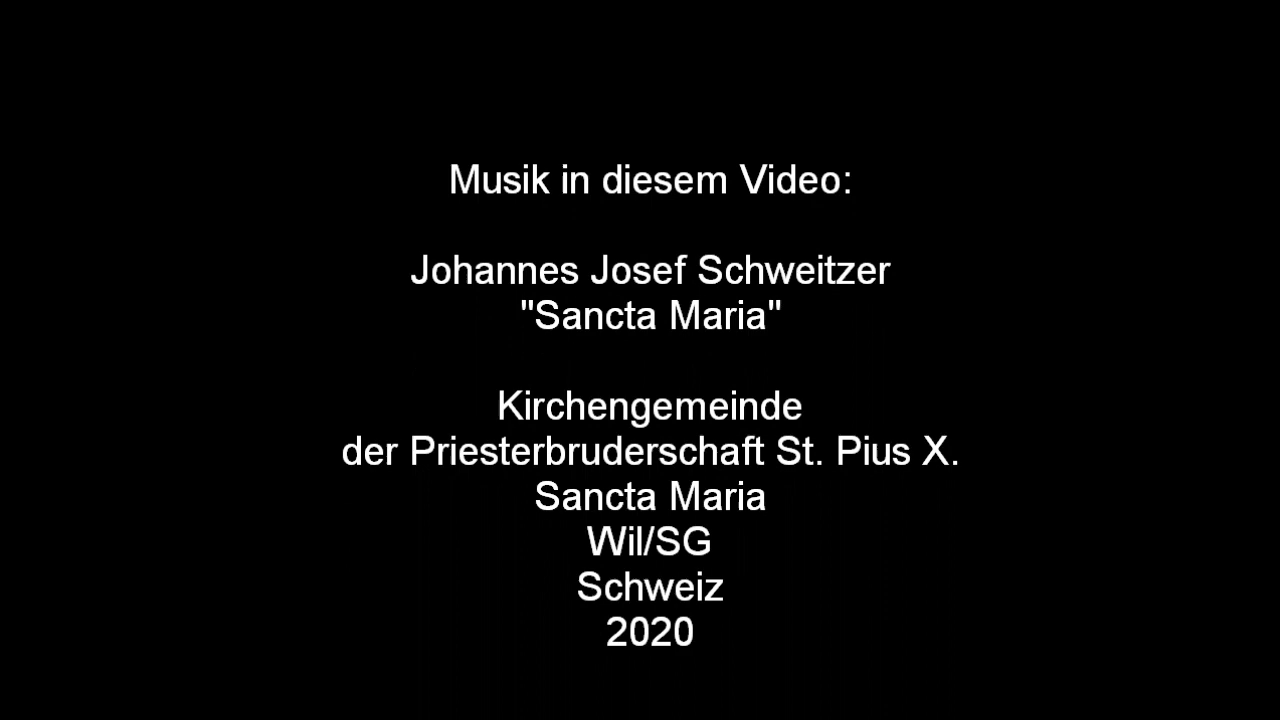 Musik in diesem Video:
Johannes Josef Schweitzer
"Sancta Maria"
Kirchengemeinde
der Priesterbruderschaft St. Pius X.
Sancta Maria
Wil/SG
Schweiz
2020